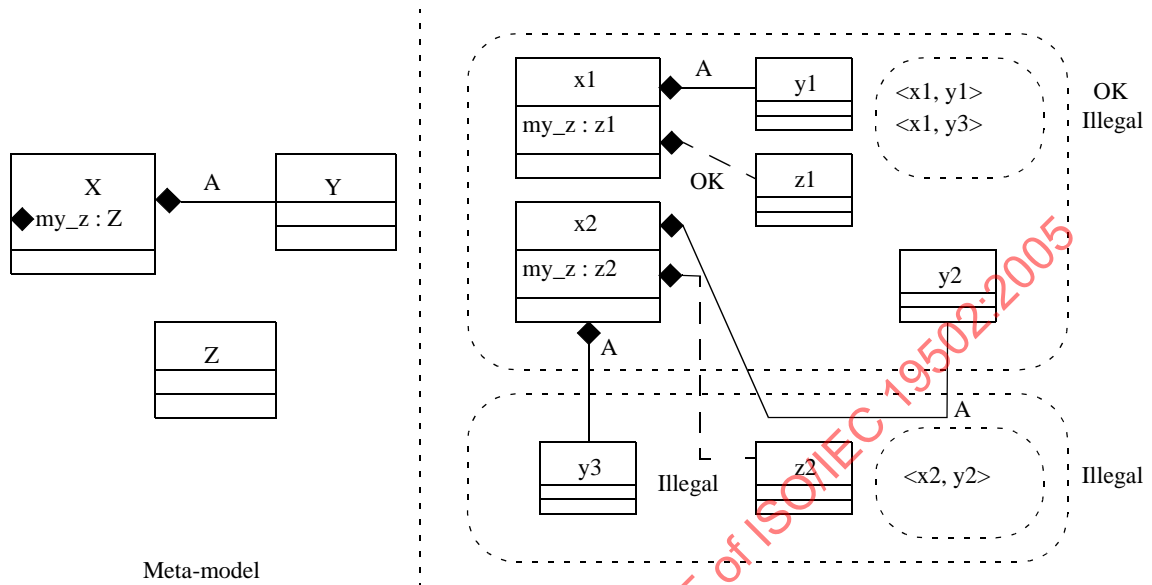 X
my_z : Z
A
Y
Z
Meta-model
x1
my_z : z1
A
y1
OK
z1
<x1, y1>
<x1, y3>
OK
Illegal
x2
my_z : z2
y2
A
A
y3
Illegal
z2
<x2, y2>
Illegal
F of ISO/IEC 19502:2005